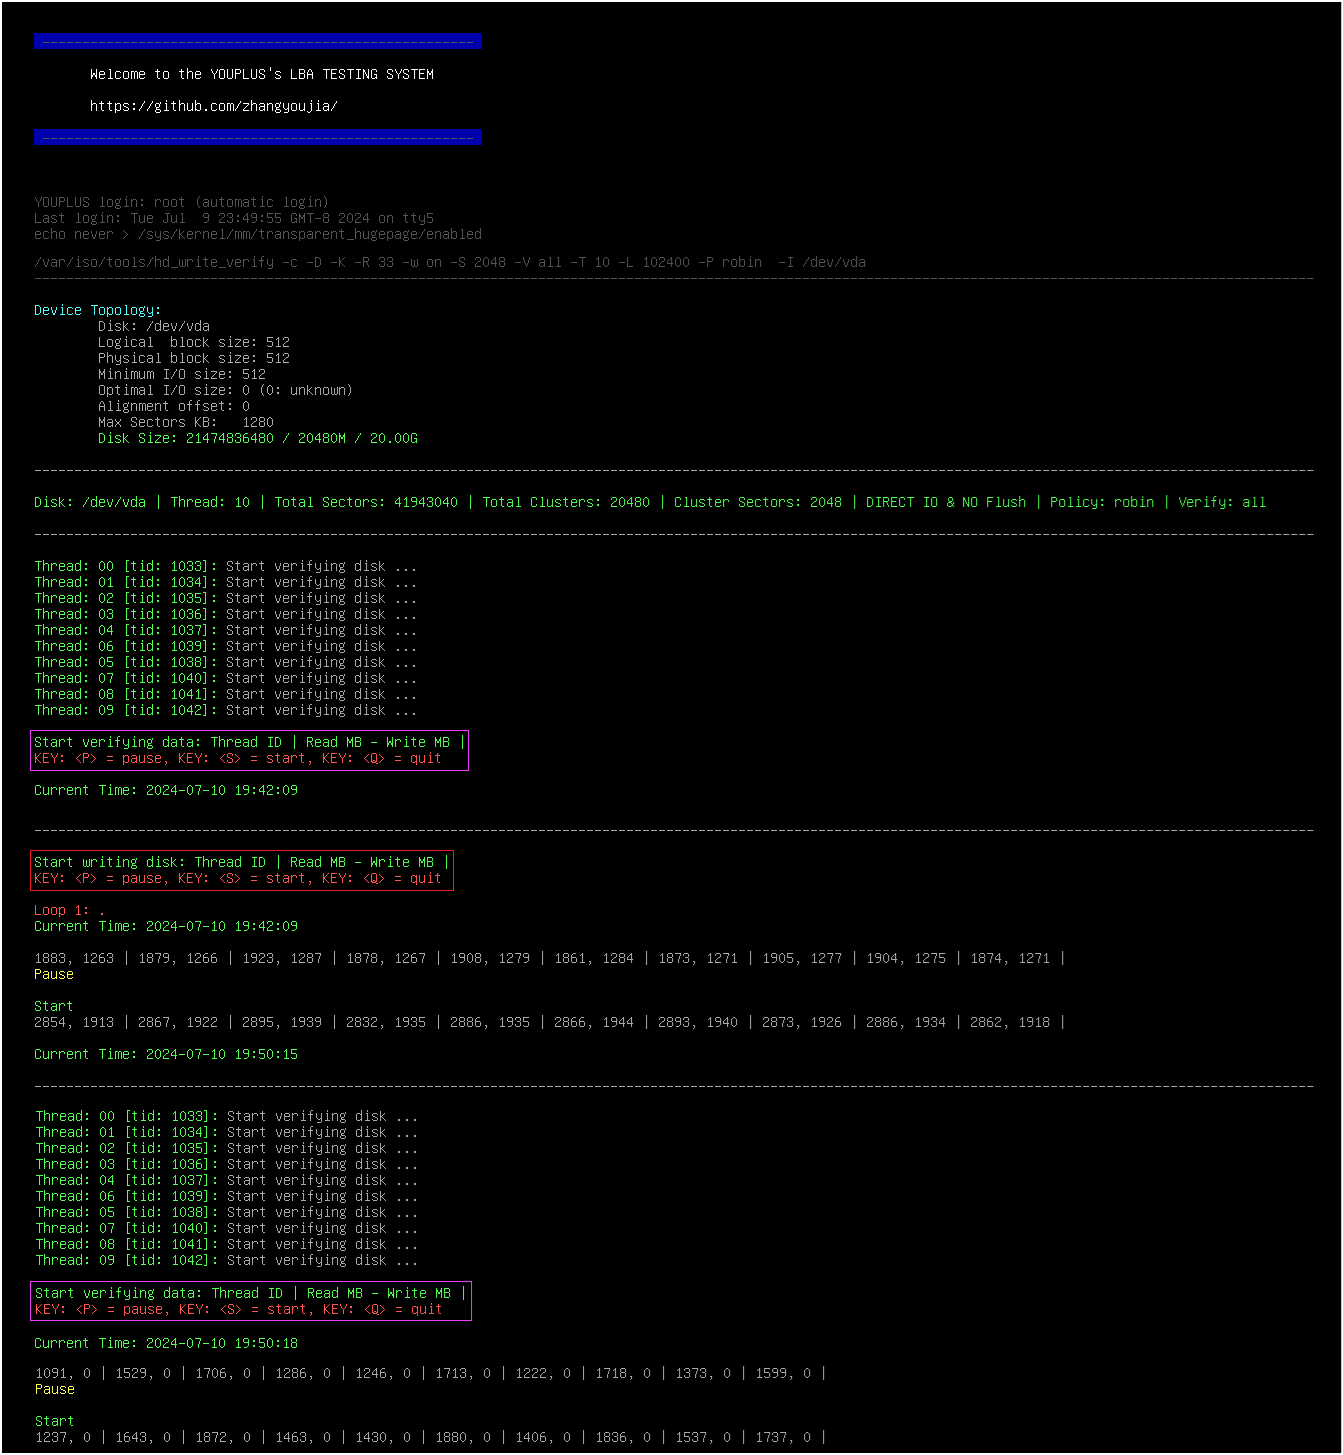 ------------------------------------------------------
Welcome to the YOUPLUS's LBA TESTING SYSTEM
https://github.com/zhangyoujia/
------------------------------------------------------
YOUPLUS login: root (automatic login)
Last login: Tue Jul  9 23:49:55 GMT-8 2024 on tty5
echo never > /sys/kernel/mm/transparent_hugepage/enabled
/var/iso/tools/hd_write_verify -c -D -K -R 33 -w on -S 2048 -V all -T 10 -L 102400 -P robin  -I /dev/vda
----------------------------------------------------------------------------------------------------------------------------------------------------------------
Device Topology:
Disk: /dev/vda
Logical  block size: 512
Physical block size: 512
Minimum I/O size: 512
Optimal I/O size: 0 (0: unknown)
Alignment offset: 0
Max Sectors KB:   1280
Disk Size: 21474836480 / 20480M / 20.00G
----------------------------------------------------------------------------------------------------------------------------------------------------------------
Disk: /dev/vda | Thread: 10 | Total Sectors: 41943040 | Total Clusters: 20480 | Cluster Sectors: 2048 | DIRECT IO & NO Flush | Policy: robin | Verify: all
----------------------------------------------------------------------------------------------------------------------------------------------------------------
Thread: 00 [tid: 1033]: Start verifying disk ...
Thread: 01 [tid: 1034]: Start verifying disk ...
Thread: 02 [tid: 1035]: Start verifying disk ...
Thread: 03 [tid: 1036]: Start verifying disk ...
Thread: 04 [tid: 1037]: Start verifying disk ...
Thread: 06 [tid: 1039]: Start verifying disk ...
Thread: 05 [tid: 1038]: Start verifying disk ...
Thread: 07 [tid: 1040]: Start verifying disk ...
Thread: 08 [tid: 1041]: Start verifying disk ...
Thread: 09 [tid: 1042]: Start verifying disk ...
Start verifying data: Thread ID | Read MB - Write MB |
KEY: <P> = pause, KEY: <S> = start, KEY: <Q> = quit
Current Time: 2024-07-10 19:42:09
----------------------------------------------------------------------------------------------------------------------------------------------------------------
Start writing disk: Thread ID | Read MB - Write MB |
KEY: <P> = pause, KEY: <S> = start, KEY: <Q> = quit
Loop 1: .
Current Time: 2024-07-10 19:42:09
1883, 1263 | 1879, 1266 | 1923, 1287 | 1878, 1267 | 1908, 1279 | 1861, 1284 | 1873, 1271 | 1905, 1277 | 1904, 1275 | 1874, 1271 |
Pause
Start
2854, 1913 | 2867, 1922 | 2895, 1939 | 2832, 1935 | 2886, 1935 | 2866, 1944 | 2893, 1940 | 2873, 1926 | 2886, 1934 | 2862, 1918 |
Current Time: 2024-07-10 19:50:15
----------------------------------------------------------------------------------------------------------------------------------------------------------------
Thread: 00 [tid: 1033]: Start verifying disk ...
Thread: 01 [tid: 1034]: Start verifying disk ...
Thread: 02 [tid: 1035]: Start verifying disk ...
Thread: 03 [tid: 1036]: Start verifying disk ...
Thread: 04 [tid: 1037]: Start verifying disk ...
Thread: 06 [tid: 1039]: Start verifying disk ...
Thread: 05 [tid: 1038]: Start verifying disk ...
Thread: 07 [tid: 1040]: Start verifying disk ...
Thread: 08 [tid: 1041]: Start verifying disk ...
Thread: 09 [tid: 1042]: Start verifying disk ...
Start verifying data: Thread ID | Read MB - Write MB |
KEY: <P> = pause, KEY: <S> = start, KEY: <Q> = quit
Current Time: 2024-07-10 19:50:18
1091, 0 | 1529, 0 | 1706, 0 | 1286, 0 | 1246, 0 | 1713, 0 | 1222, 0 | 1718, 0 | 1373, 0 | 1599, 0 |
Pause
Start
1237, 0 | 1643, 0 | 1872, 0 | 1463, 0 | 1430, 0 | 1880, 0 | 1406, 0 | 1836, 0 | 1537, 0 | 1737, 0 |